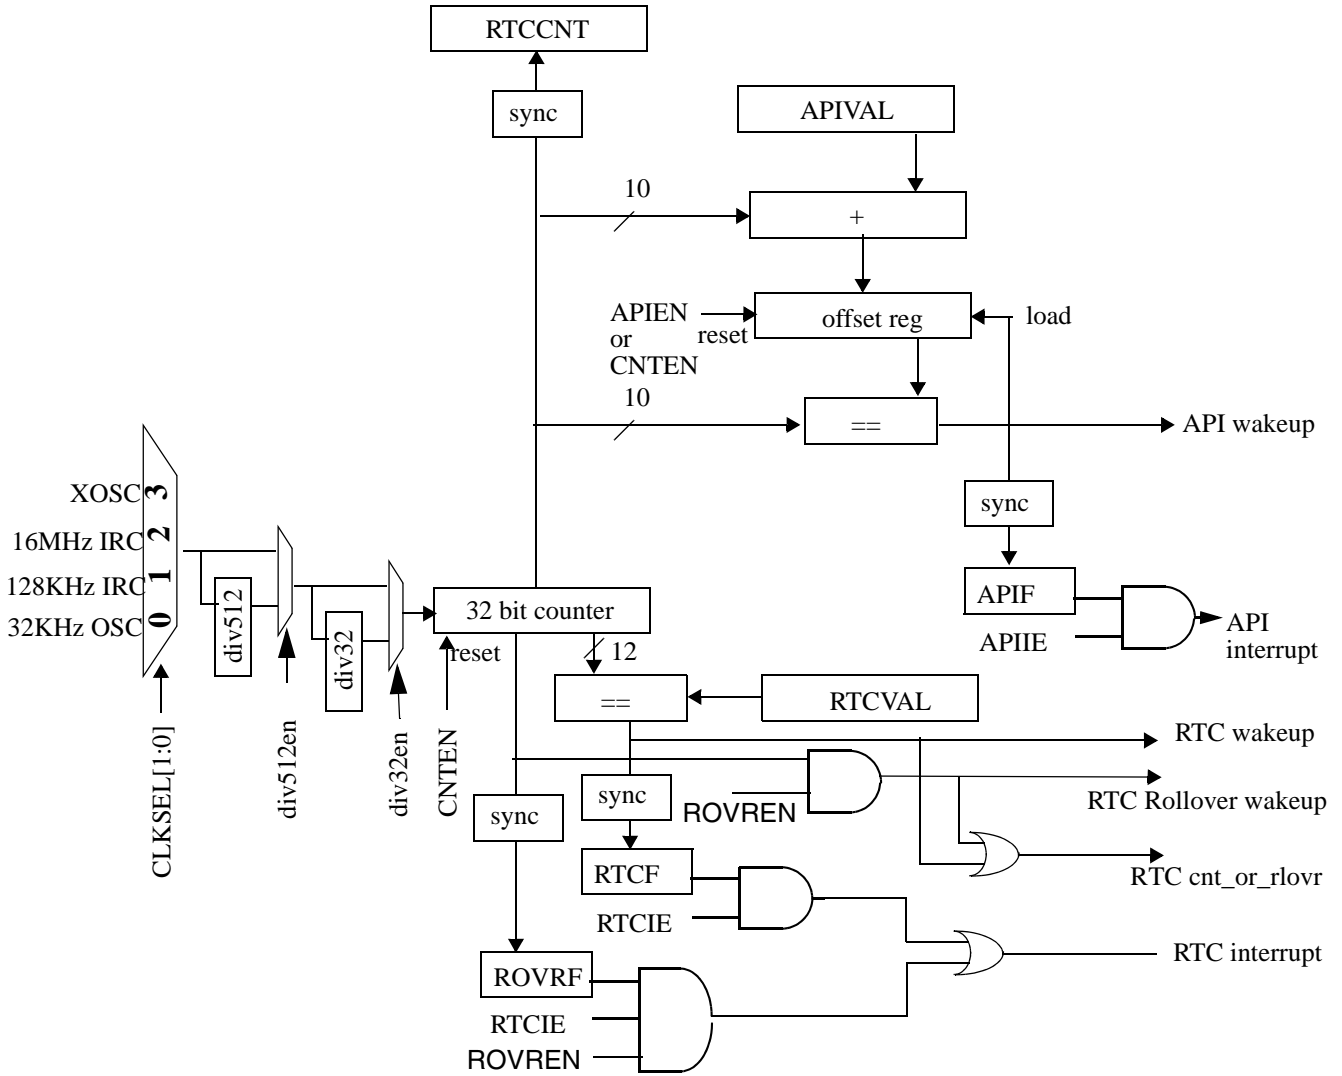 RTCCNT
sync
APIVAL
10
+
APIEN
or
CNTEN
reset
offset reg
load
10
==
API wakeup
XOSC 3
16MHz IRC 2
128KHz IRC 1
32KHz OSC 0
sync
div512
div32
32 bit counter
APIF
APIIE
API
interrupt
reset
12
==
RTCVAL
CLKSEL[1:0]
div512en
div32en
CNTEN
RTC wakeup
sync
sync
ROVREN
RTC Rollover wakeup
RTCF
RTCIE
RTC cnt_or_rlovr
RTC interrupt
ROVRF
RTCIE
ROVREN